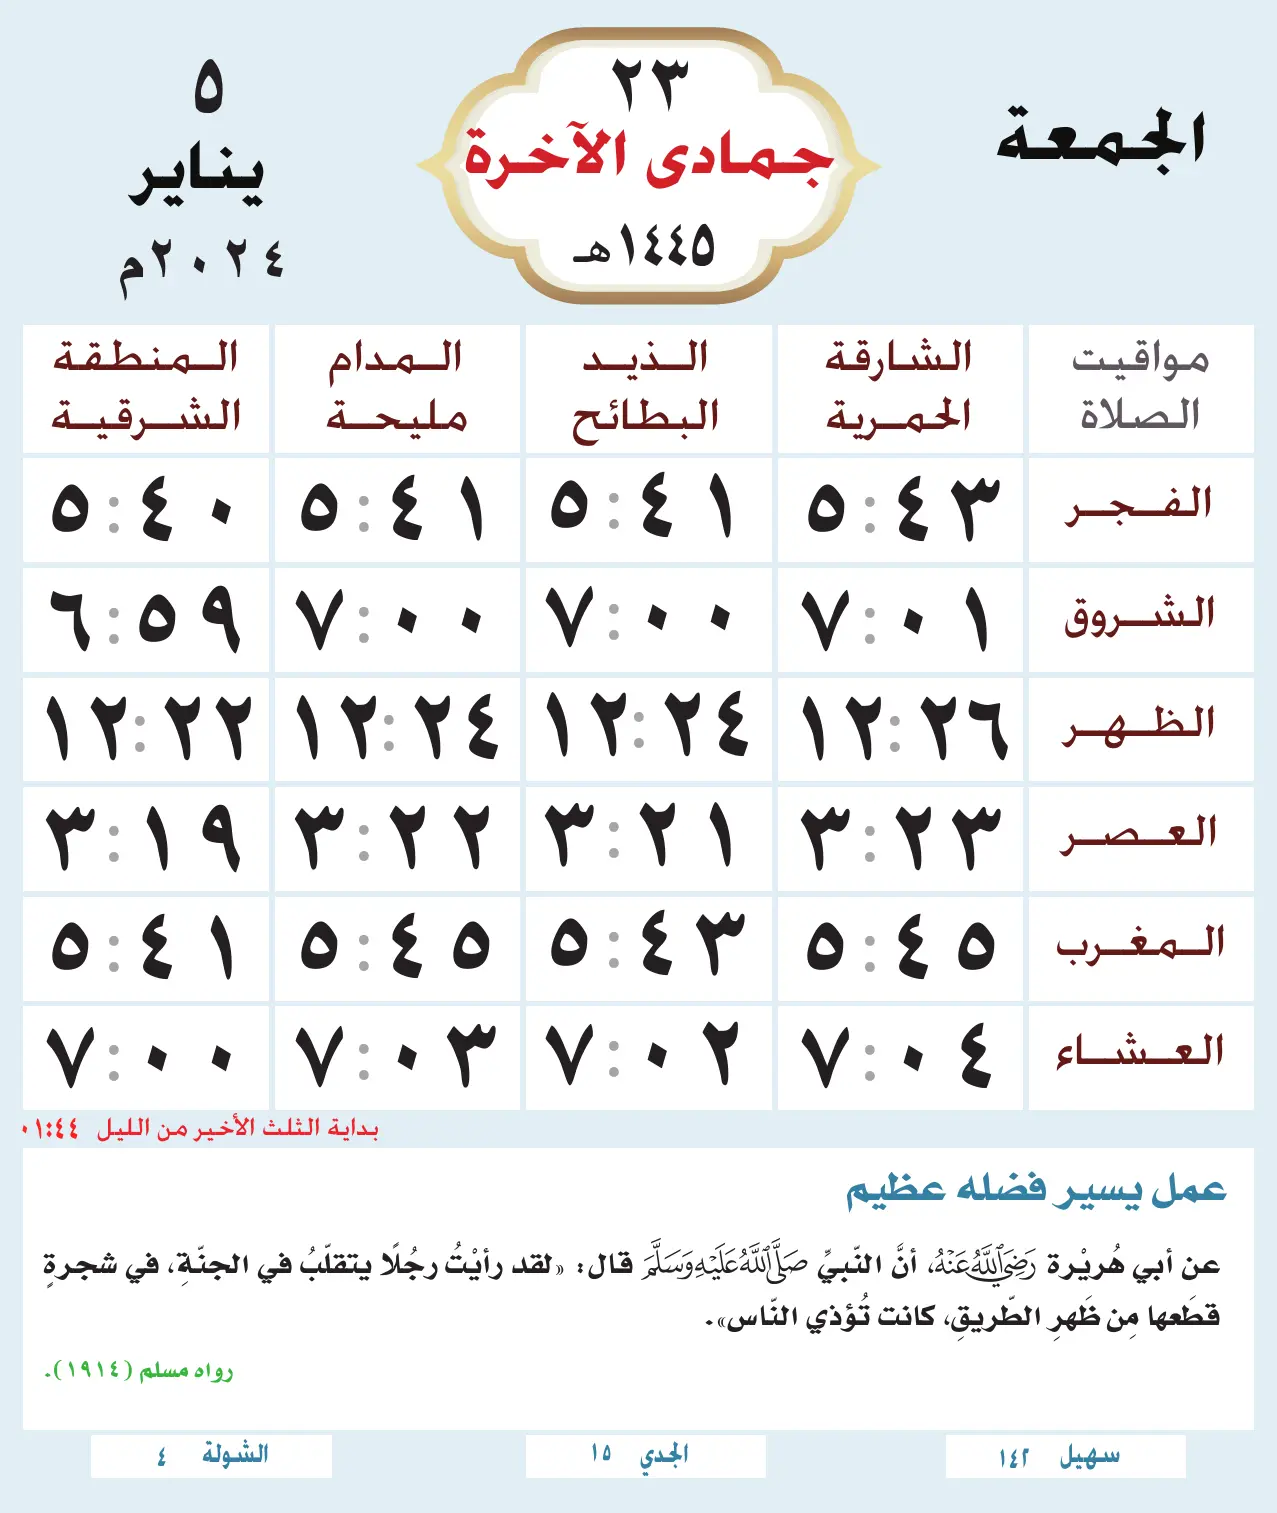 الجمعة
٢٣
جمادى الآخرة
١٤٤٥هـ
٥
يناير
٢٠٢٤م
مواقيت الصلاة	الشارقة الحمرية	الذيد البطائح	المدام مليحة	المنطقة الشرقية
الفجر	٥:٤٣	٥:٤١	٥:٤١	٥:٤٠
الشروق	٧:٠١	٧:٠٠	٧:٠٠	٦:٥٩
الظهر	١٢:٢٦	١٢:٢٤	١٢:٢٤	١٢:٢٢
العصر	٣:٢٣	٣:٢١	٣:٢٢	٣:١٩
المغرب	٥:٤٥	٥:٤٣	٥:٤٥	٥:٤١
العشاء	٧:٠٤	٧:٠٢	٧:٠٣	٧:٠٠
بداية الثلث الأخير من الليل ٠١:٤٤
عمل يسير فضله عظيم
عن أبي هُريْرة رَضِيَ اللَّهُ عَنْهُ، أنَّ النّبيِّ صَلَّى اللَّهُ عَلَيْهِ وَسَلَّمَ قال: «لقد رأيْتُ رجُلًا يتقلّبُ في الجنّةِ، في شجرةٍ
قطَعها مِن ظَهرِ الطّريقِ، كانت تُؤذي النّاس».
رواه مسلم (١٩١٤).
سهيل ١٤٢	الجدي ١٥	الشولة ٤